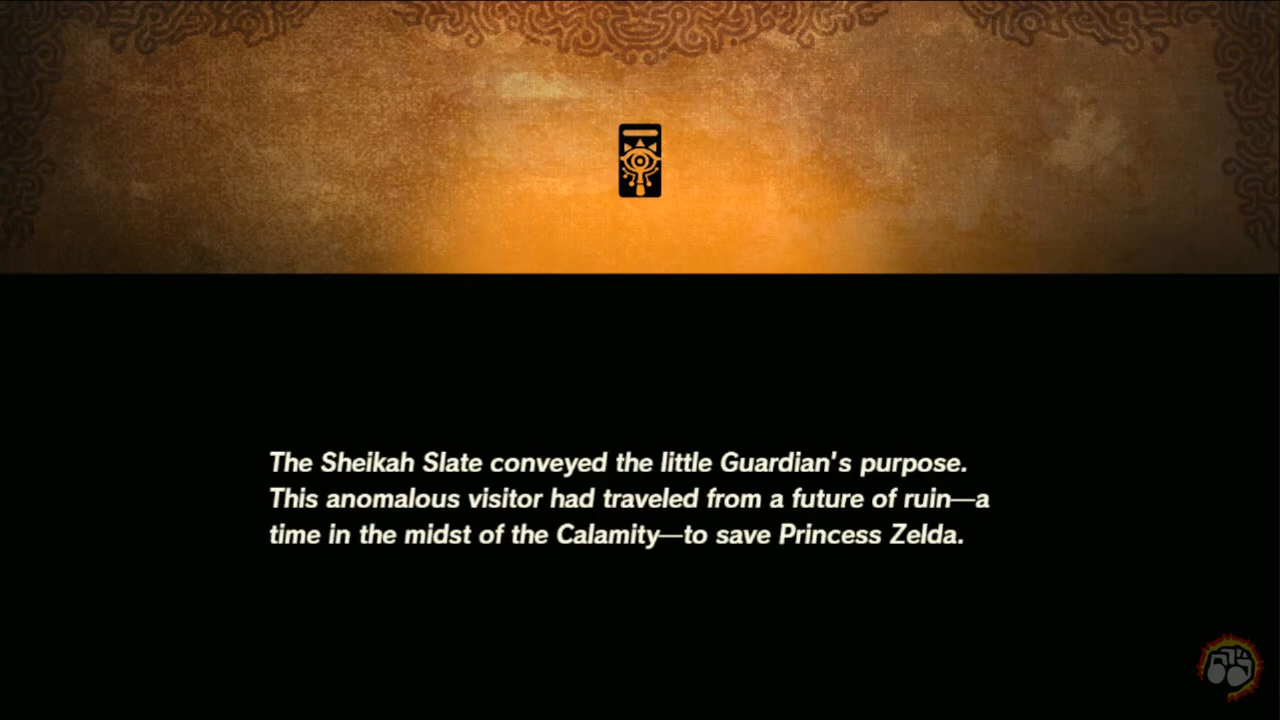 The Sheikah Slate conveyed the little Guardian's purpose.
This anomalous visitor had traveled from a future of ruin—a
time in the midst of the Calamity—to save Princess Zelda.